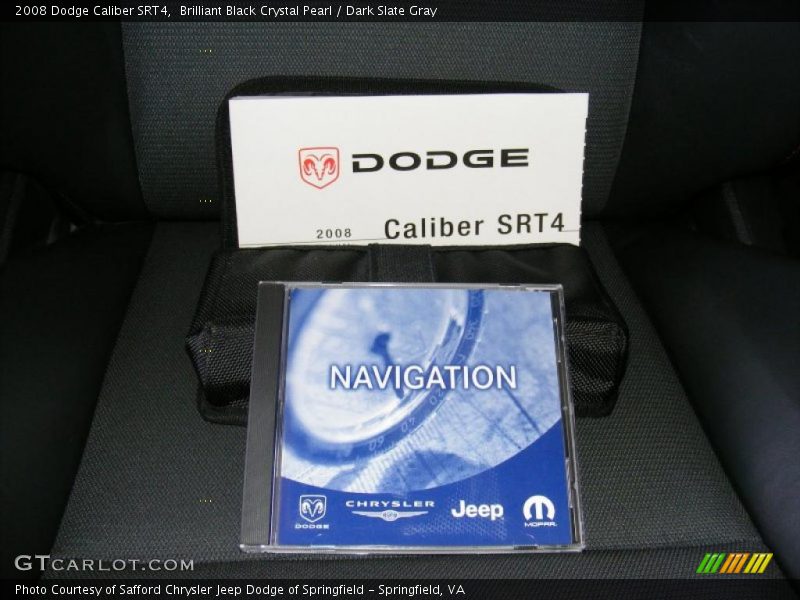 2008 Dodge Caliber SRT4,  Brilliant Black Crystal Pearl / Dark Slate Gray
DODGE
2008 Caliber SRT4
NAVIGATION
DODGE
CHRYSLER
Jeep
MOPAR
GTCARLOT.COM
Photo Courtesy of Safford Chrysler Jeep Dodge of Springfield - Springfield, VA